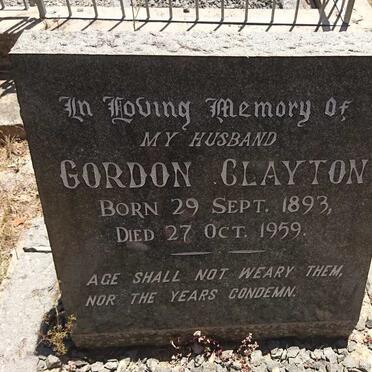 In Loving Memory Of
MY HUSBAND
GORDON CLAYTON
BORN 29 SEPT. 1893,
DIED 27 OCT. 1959.
AGE SHALL NOT WEARY THEM,
NOR THE YEARS CONDEMN.